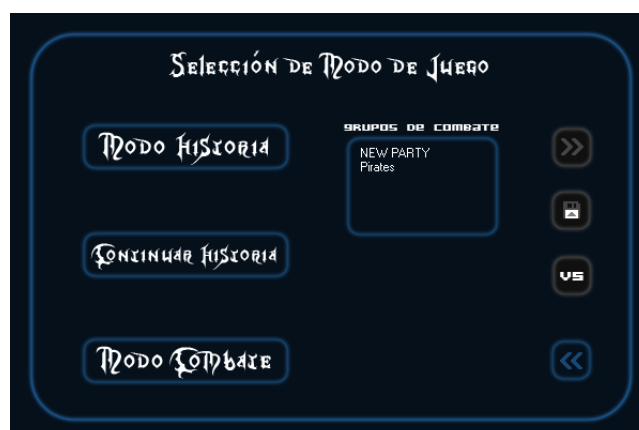 Selección de Modo de Juego
Modo Historia
Continuar Historia
Modo Combate
grupos de combate
NEW PARTY
Pirates
VS